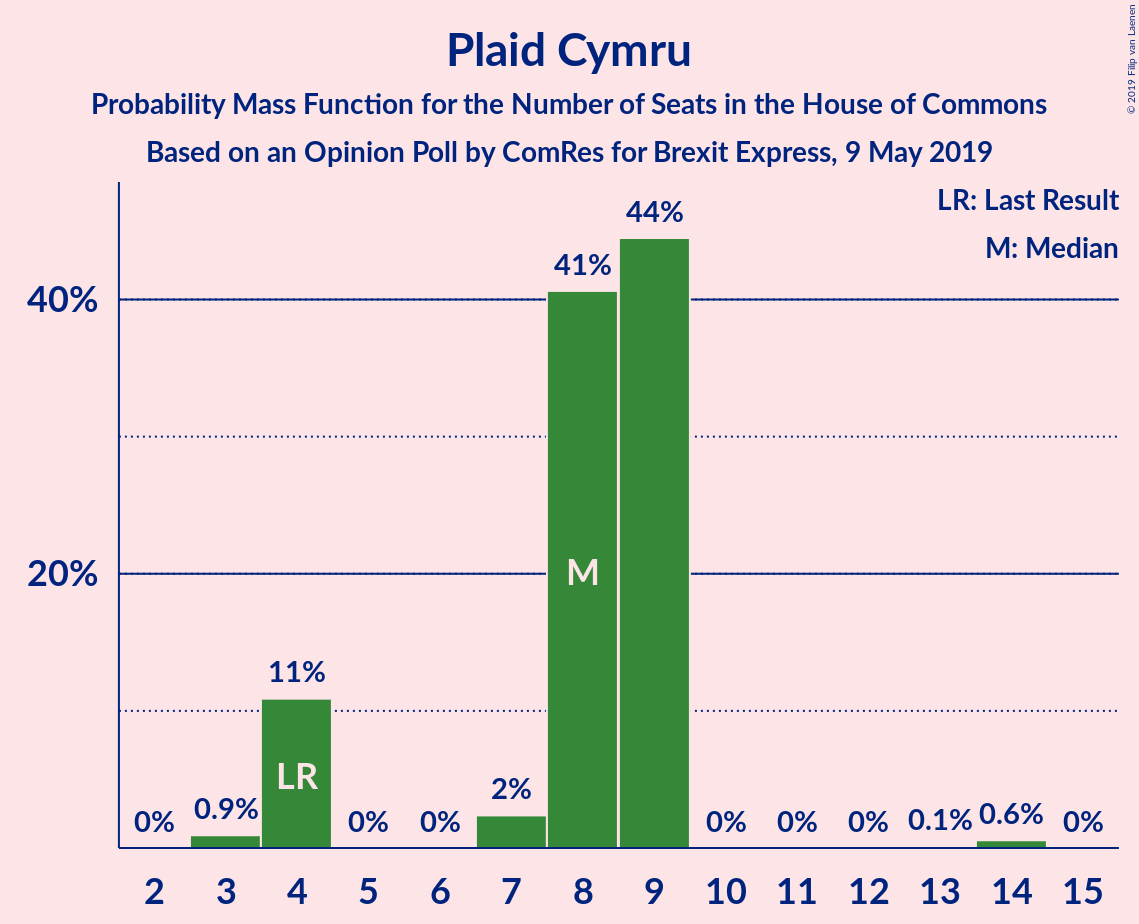 Plaid Cymru
Probability Mass Function for the Number of Seats in the House of Commons
Based on an Opinion Poll by ComRes for Brexit Express, 9 May 2019
© 2019 Filip van Laenen
LR: Last Result
M: Median
40%
20%
0%
0.9%
11%
0%
0%
2%
41%
44%
0%
0%
0%
0.1%
0.6%
0%
LR
M
2 3 4 5 6 7 8 9 10 11 12 13 14 15